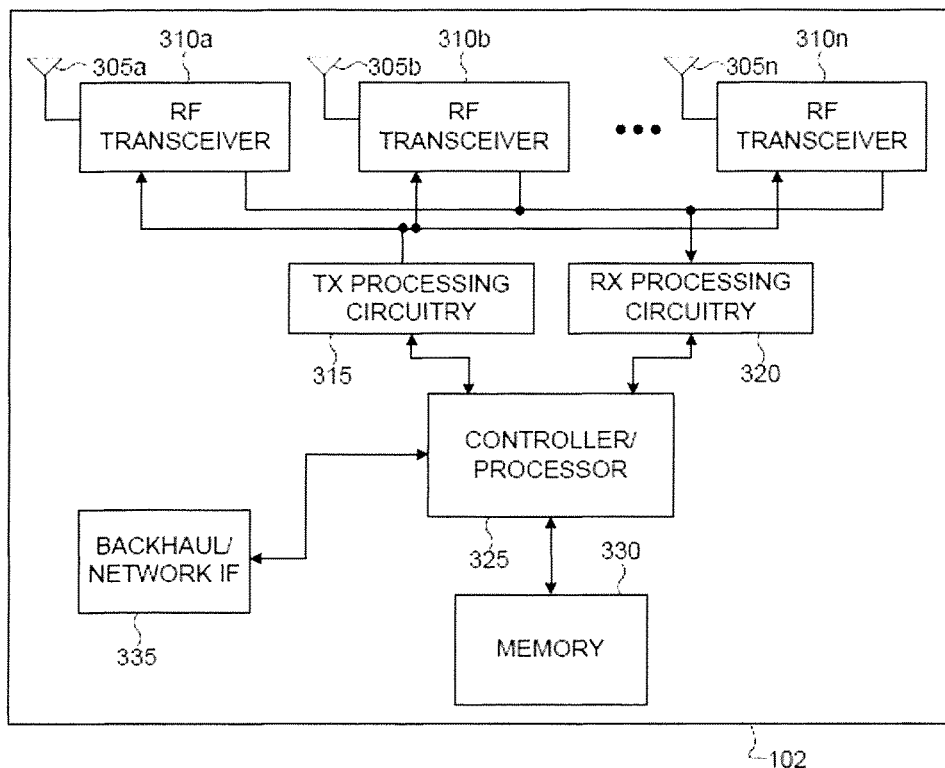 310a
310b
310n
305a
305b
305n
RF
TRANSCEIVER
RF
TRANSCEIVER
RF
TRANSCEIVER
TX PROCESSING
CIRCUITRY
RX PROCESSING
CIRCUITRY
315
320
CONTROLLER/
PROCESSOR
BACKHAUL/
NETWORK IF
325
330
335
MEMORY
102